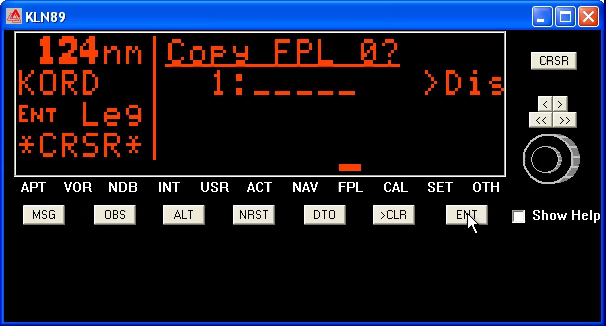 KLN89
124nm
KORD
ENT Leg
*CRSR*
Copy FPL 0?
1:_____ >Dis
CRSR
< >
<< >>
APT VOR NDB INT USR ACT NAV FPL CAL SET OTH
MSG OBS ALT NRST DTO >CLR ENT Show Help